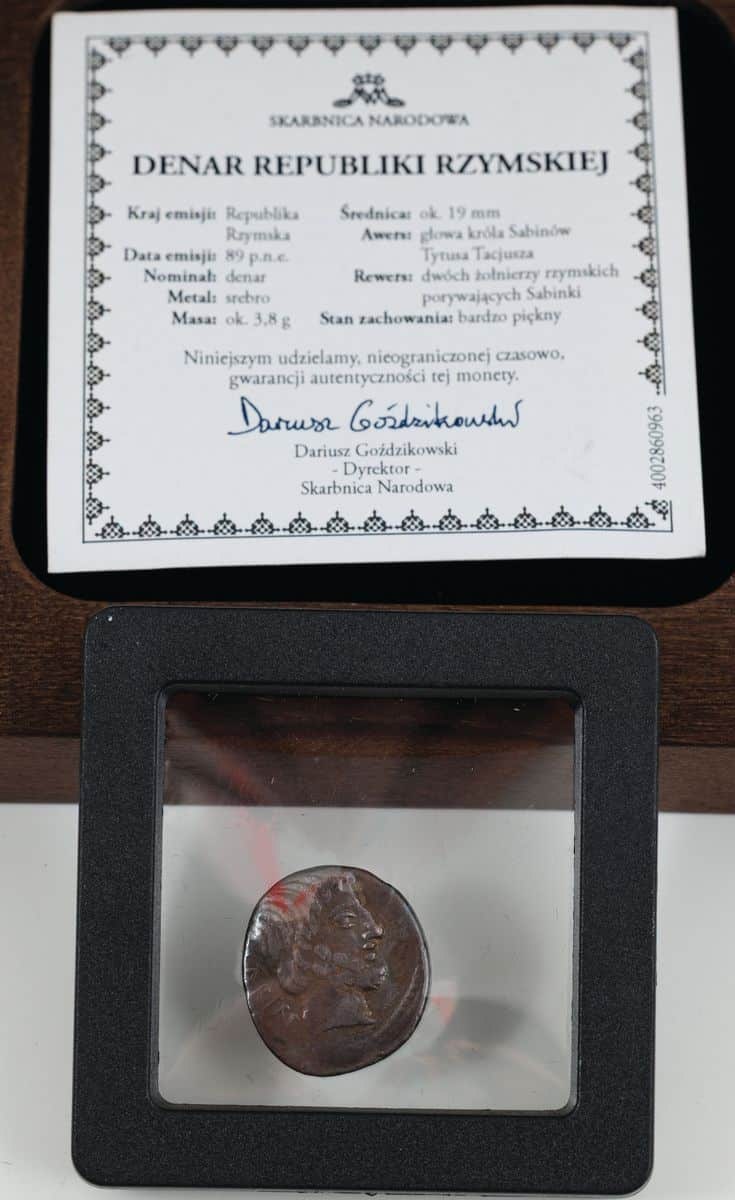 SKARBNICA NARODOWA
DENAR REPUBLIKI RZYMSKIEJ
Kraj emisji: Republika Rzymska
Data emisji: 89 p.n.e.
Nominał: denar
Metal: srebro
Masa: ok. 3,8 g
Średnica: ok. 19 mm
Awers: głowa króla Sabinów
Tytusa Tacjusza
Rewers: dwóch żołnierzy rzymskich
porywających Sabinki
Stan zachowania: bardzo piękny
Niniejszym udzielamy, nieograniczonej czasowo,
gwarancji autentyczności tej monety.
Dariusz Goździkowski
Dariusz Goździkowski
- Dyrektor -
Skarbnica Narodowa
4002860963